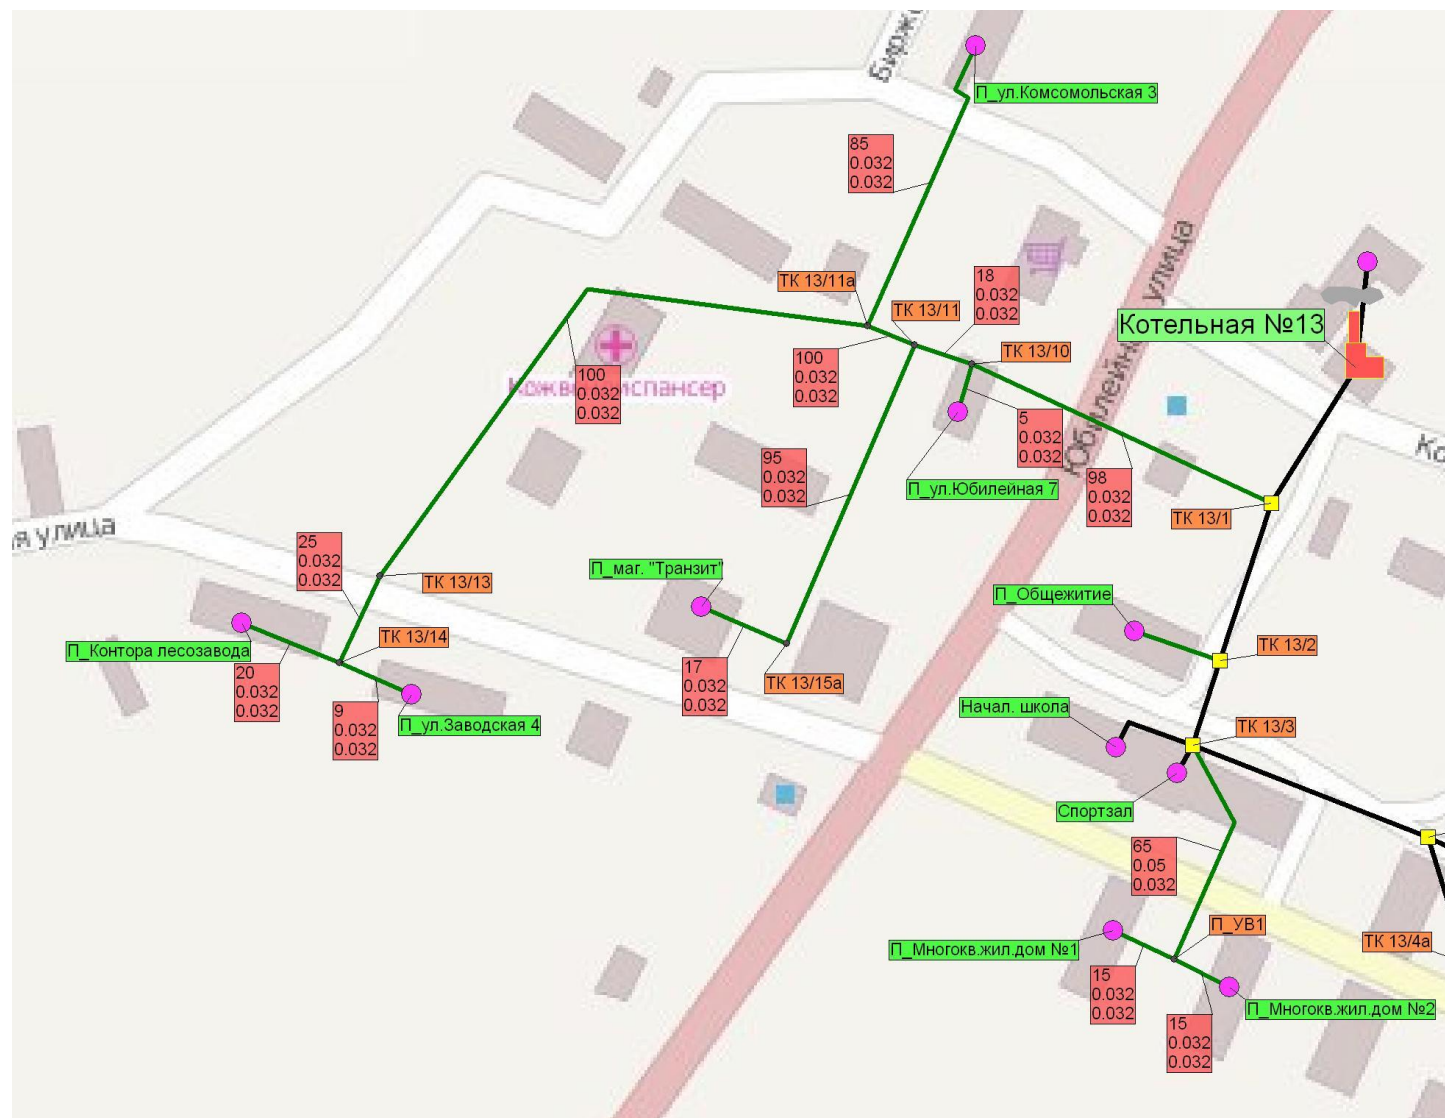 Бирж
П_ул.Комсомольская 3
85
0.032
0.032
ТК 13/11а
18
0.032
0.032
ТК 13/11
Котельная №13
ТК 13/10
100
0.032
0.032
100
0.032
0.032
5
0.032
0.032
95
0.032
0.032
98
0.032
0.032
П_ул.Юбилейная 7
ТК 13/1
улица
25
0.032
0.032
ТК 13/13
П_маг. "Транзит"
П_Общежитие
ТК 13/14
ТК 13/2
П_Контора лесозавода
20
0.032
0.032
17
0.032
0.032
ТК 13/15а
9
0.032
0.032
П_ул.Заводская 4
Начал. школа
ТК 13/3
Спортзал
65
0.05
0.032
П_УВ1
П_Многокв.жил.дом №1
ТК 13/4а
15
0.032
0.032
П_Многокв.жил.дом №2
15
0.032
0.032